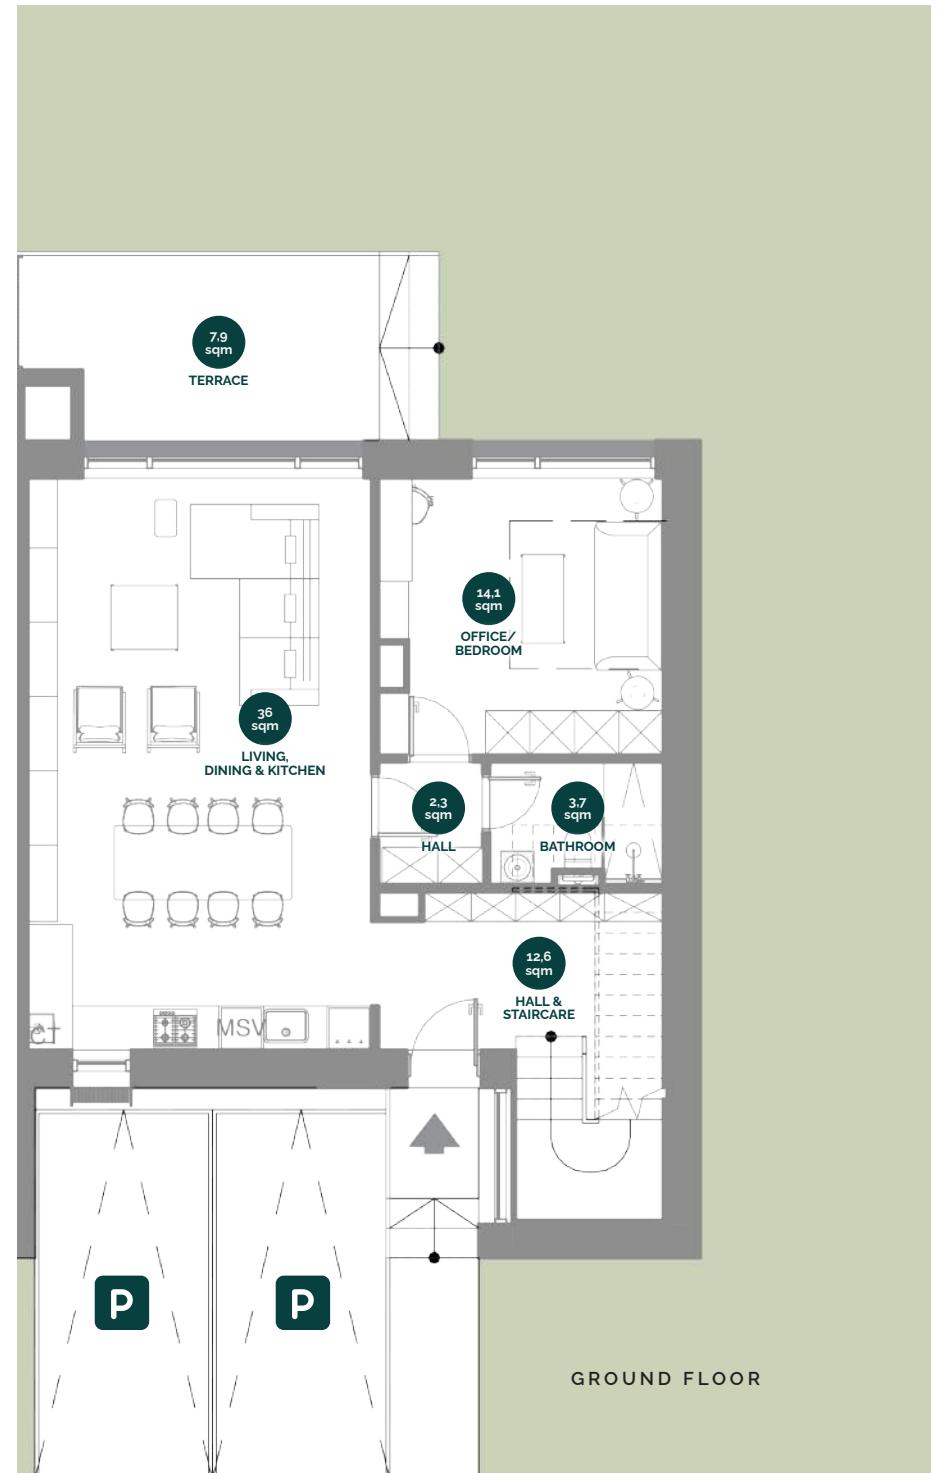 7,9
sqm
TERRACE
14,1
sqm
OFFICE/
BEDROOM
36
sqm
LIVING,
DINING & KITCHEN
2,3
sqm
HALL
3,7
sqm
BATHROOM
12,6
sqm
HALL &
STAIRCARE
CT
MSV
P
P
GROUND FLOOR